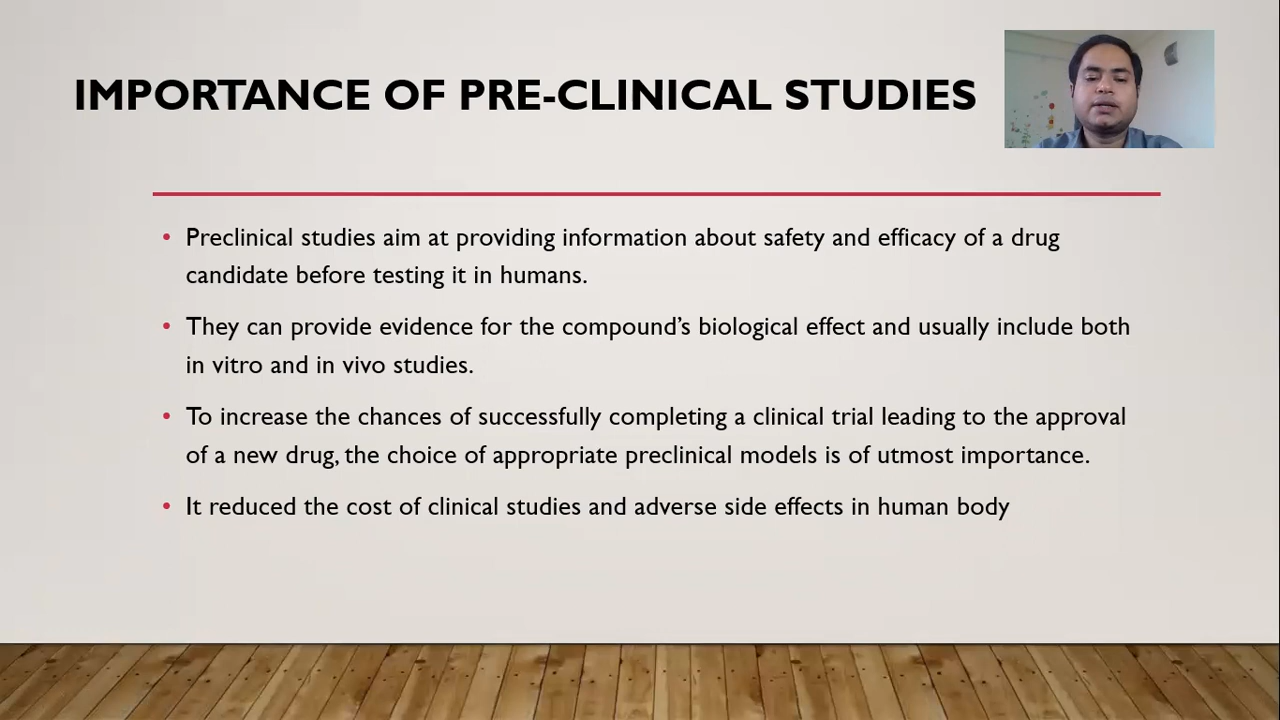 IMPORTANCE OF PRE-CLINICAL STUDIES
• Preclinical studies aim at providing information about safety and efficacy of a drug
candidate before testing it in humans.
• They can provide evidence for the compound’s biological effect and usually include both
in vitro and in vivo studies.
• To increase the chances of successfully completing a clinical trial leading to the approval
of a new drug, the choice of appropriate preclinical models is of utmost importance.
• It reduced the cost of clinical studies and adverse side effects in human body